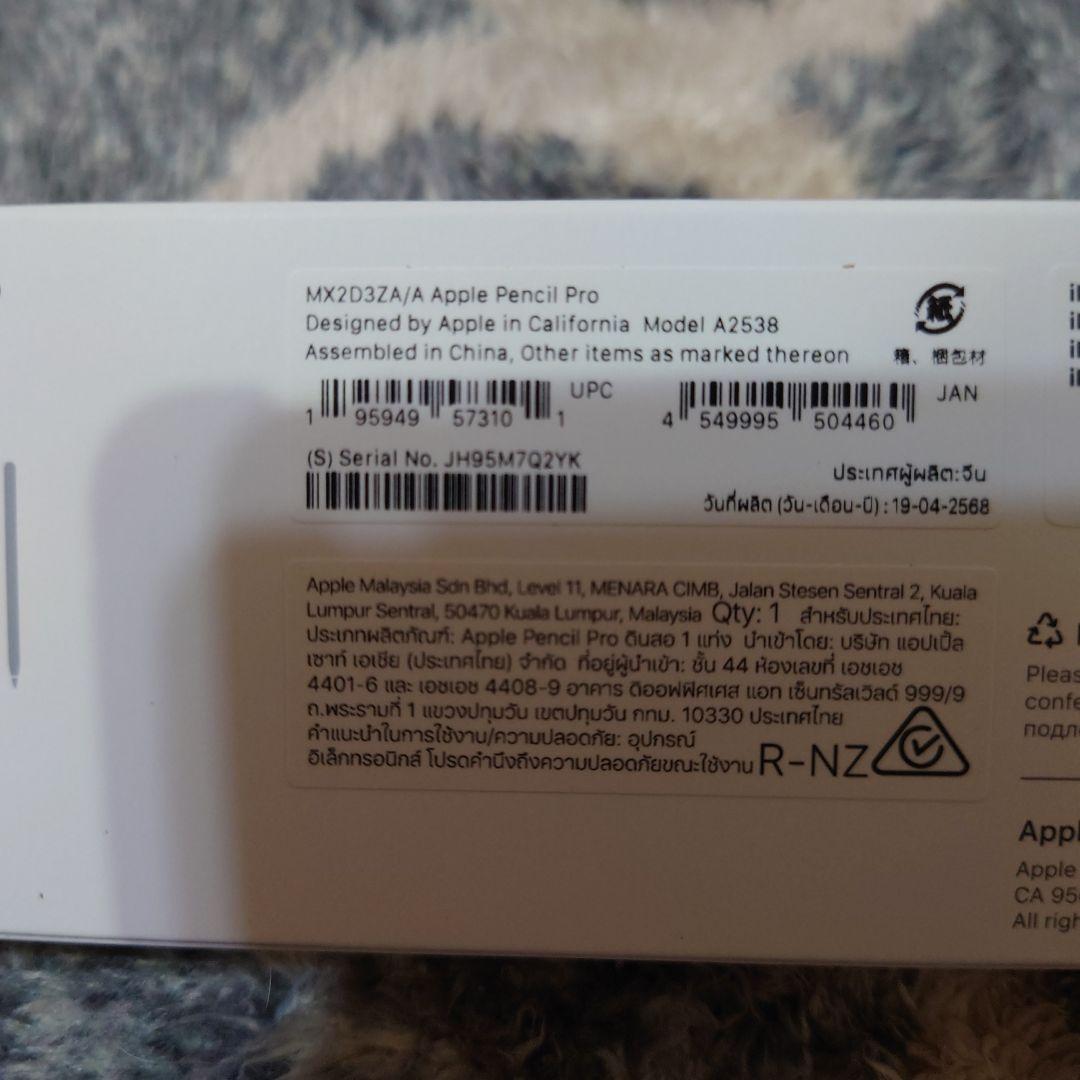 MX2D3ZA/A Apple Pencil Pro
Designed by Apple in California Model A2538
Assembled in China, Other items as marked thereon
紙
箱、梱包材
UPC
1 95949 57310 1
JAN
4 549995 504460
(S) Serial No. JH95M7Q2YK
ประเทศผู้ผลิต:จีน
วันที่ผลิต (วัน-เดือน-ปี) : 19-04-2568
Apple Malaysia Sdn Bhd, Level 11, MENARA CIMB, Jalan Stesen Sentral 2, Kuala
Lumpur Sentral, 50470 Kuala Lumpur, Malaysia Qty: 1 สำหรับประเทศไทย:
ประเภทผลิตภัณฑ์: Apple Pencil Pro ดินสอ 1 แท่ง นำเข้าโดย: บริษัท แอปเปิ้ล
เซาท์ เอเชีย (ประเทศไทย) จำกัด ที่อยู่ผู้นำเข้า: ชั้น 44 ห้องเลขที่ เอชเอช
4401-6 และ เอชเอช 4408-9 อาคาร ดิออฟฟิศเศส แอท เซ็นทรัลเวิลด์ 999/9
ถ.พระรามที่ 1 แขวงปทุมวัน เขตปทุมวัน กทม. 10330 ประเทศไทย
คำแนะนำในการใช้งาน/ความปลอดภัย: อุปกรณ์
อิเล็กทรอนิกส์ โปรดคำนึงถึงความปลอดภัยขณะใช้งาน R-NZ
Pleas
confe
подл
Appl
Apple
CA 95
All righ